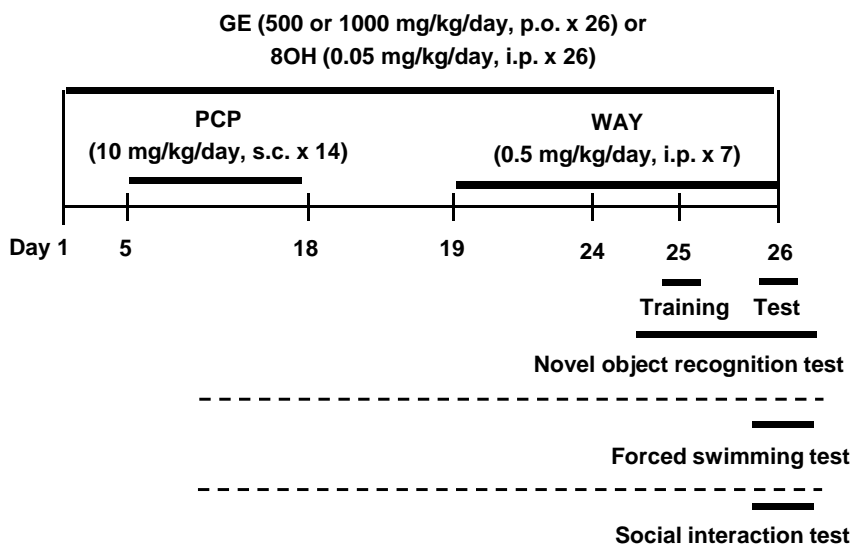 GE (500 or 1000 mg/kg/day, p.o. x 26) or
8OH (0.05 mg/kg/day, i.p. x 26)
PCP
(10 mg/kg/day, s.c. x 14)
WAY
(0.5 mg/kg/day, i.p. x 7)
Day 1 5 18 19 24 25 26
Training Test
Novel object recognition test
Forced swimming test
Social interaction test